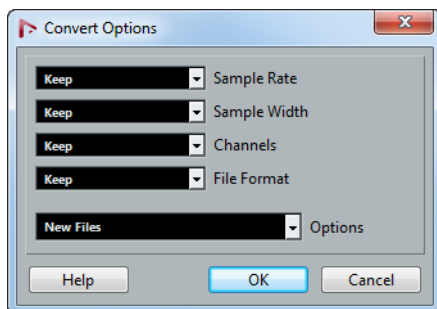 Convert Options
Keep Sample Rate
Keep Sample Width
Keep Channels
Keep File Format
New Files Options
Help OK Cancel